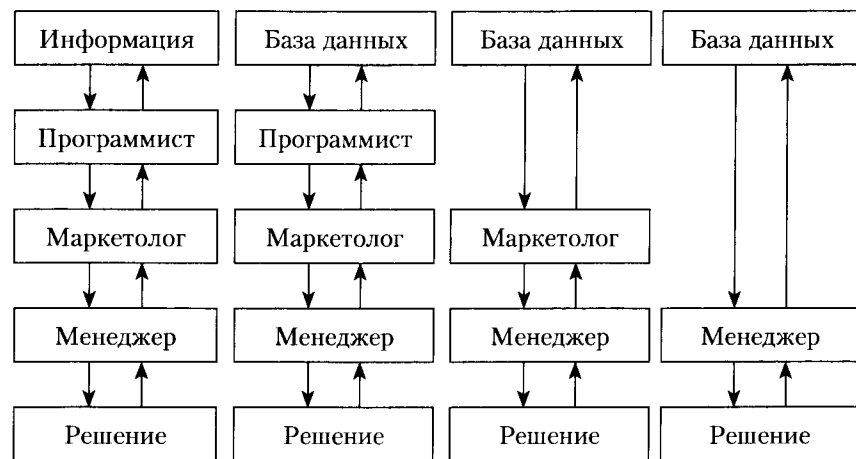 Информация
Программист
Маркетолог
Менеджер
Решение
База данных
Программист
Маркетолог
Менеджер
Решение
База данных
Маркетолог
Менеджер
Решение
База данных
Менеджер
Решение